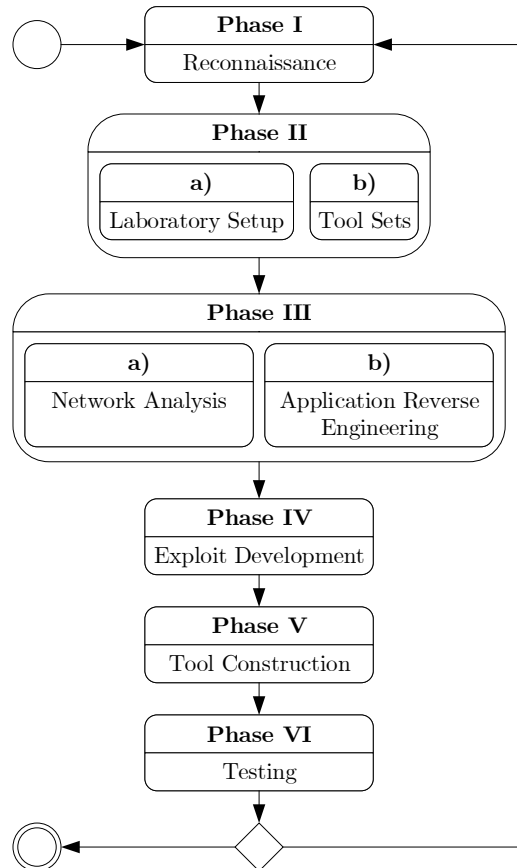 Phase I
Reconnaissance
Phase II
a)
Laboratory Setup
b)
Tool Sets
Phase III
a)
Network Analysis
b)
Application Reverse
Engineering
Phase IV
Exploit Development
Phase V
Tool Construction
Phase VI
Testing